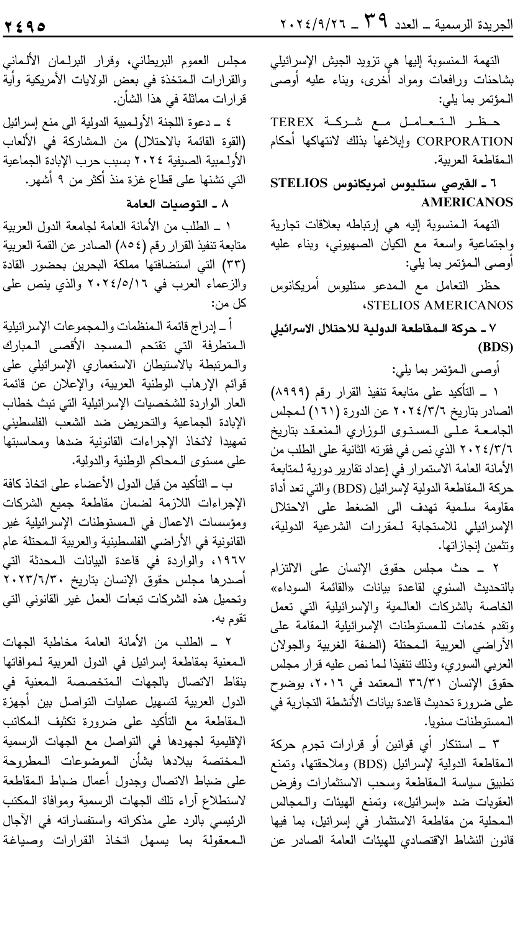 الجريدة الرسمية ــ العدد ٣٩ ــ ٢٠٢٤/٩/٢٦
٢٤٩٥
التهمة المنسوبة إليها هي تزويد الجيش الإسرائيلي
بشاحنات ورافعات ومواد أخرى، وبناء عليه أوصى
المؤتمر بما يلي:
حظر التعامل مع شركة TEREX
CORPORATION وإبلاغها بذلك لانتهاكها أحكام
المقاطعة العربية.
٦ ــ القبرصي ستليوس أمريكانوس STELIOS
AMERICANOS
التهمة المنسوبة إليه هي إرتباطه بعلاقات تجارية
واجتماعية واسعة مع الكيان الصهيوني، وبناء عليه
أوصى المؤتمر بما يلي:
حظر التعامل مع المدعو ستليوس أمريكانوس
STELIOS AMERICANOS،
٧ ــ حركة المقاطعة الدولية للاحتلال الاسرائيلي
(BDS)
أوصى المؤتمر بما يلي:
١ ــ التأكيد على متابعة تنفيذ القرار رقم (٨٩٩٩)
الصادر بتاريخ ٢٠٢٤/٣/٦ عن الدورة (١٦١) لمجلس
الجامعة على المستوى الوزاري المنعقد بتاريخ
٢٠٢٤/٣/٦ الذي نص في فقرته الثانية على الطلب من
الأمانة العامة الاستمرار في إعداد تقارير دورية لمتابعة
حركة المقاطعة الدولية لإسرائيل (BDS) والتي تعد أداة
مقاومة سلمية تهدف الى الضغط على الاحتلال
الإسرائيلي للاستجابة لمقررات الشرعية الدولية،
وتثمين إنجازاتها.
٢ ــ حث مجلس حقوق الإنسان على الالتزام
بالتحديث السنوي لقاعدة بيانات «القائمة السوداء»
الخاصة بالشركات العالمية والإسرائيلية التي تعمل
وتقدم خدمات للمستوطنات الإسرائيلية المقامة على
الأراضي العربية المحتلة (الضفة الغربية والجولان
العربي السوري، وذلك تنفيذا لما نص عليه قرار مجلس
حقوق الإنسان ٣٦/٣١ المعتمد في ٢٠١٦، بوضوح
على ضرورة تحديث قاعدة بيانات الأنشطة التجارية في
المستوطنات سنويا.
٣ ــ استنكار أي قوانين أو قرارات تجرم حركة
المقاطعة الدولية لإسرائيل (BDS) وملاحقتها، وتمنع
تطبيق سياسة المقاطعة وسحب الاستثمارات وفرض
العقوبات ضد «إسرائيل»، وتمنع الهيئات والمجالس
المحلية من مقاطعة الاستثمار في إسرائيل، بما فيها
قانون النشاط الاقتصادي للهيئات العامة الصادر عن
مجلس العموم البريطاني، وقرار البرلمان الألماني
والقرارات المتخذة في بعض الولايات الأمريكية وأية
قرارات مماثلة في هذا الشأن.
٤ ــ دعوة اللجنة الأولمبية الدولية الى منع إسرائيل
(القوة القائمة بالاحتلال) من المشاركة في الألعاب
الأولمبية الصيفية ٢٠٢٤ بسبب حرب الإبادة الجماعية
التي تشنها على قطاع غزة منذ أكثر من ٩ أشهر.
٨ ــ التوصيات العامة
١ ــ الطلب من الأمانة العامة لجامعة الدول العربية
متابعة تنفيذ القرار رقم (٨٥٤) الصادر عن القمة العربية
(٣٣) التي استضافتها مملكة البحرين بحضور القادة
والزعماء العرب في ٢٠٢٤/٥/١٦ والذي ينص على
كل من:
أ ــ إدراج قائمة المنظمات والمجموعات الإسرائيلية
المتطرفة التي تقتحم المسجد الأقصى المبارك
والمرتبطة بالاستيطان الاستعماري الإسرائيلي على
قوائم الإرهاب الوطنية العربية، والإعلان عن قائمة
العار الواردة للشخصيات الإسرائيلية التي تبث خطاب
الإبادة الجماعية والتحريض ضد الشعب الفلسطيني
تمهيدا لاتخاذ الإجراءات القانونية ضدها ومحاسبتها
على مستوى المحاكم الوطنية والدولية.
ب ــ التأكيد من قبل الدول الأعضاء على اتخاذ كافة
الإجراءات اللازمة لضمان مقاطعة جميع الشركات
ومؤسسات الاعمال في المستوطنات الإسرائيلية غير
القانونية في الأراضي الفلسطينية والعربية المحتلة عام
١٩٦٧، والواردة في قاعدة البيانات المحدثة التي
أصدرها مجلس حقوق الإنسان بتاريخ ٢٠٢٣/٦/٣٠
وتحميل هذه الشركات تبعات العمل غير القانوني التي
تقوم به.
٢ ــ الطلب من الأمانة العامة مخاطبة الجهات
المعنية بمقاطعة إسرائيل في الدول العربية لموافاتها
نقاط الاتصال بالجهات المتخصصة المعنية في
الدول العربية لتسهيل عمليات التواصل بين أجهزة
المقاطعة مع التأكيد على ضرورة تكثيف المكاتب
الإقليمية لجهودها في التواصل مع الجهات الرسمية
المختصة ببلادها بشأن الموضوعات المطروحة
على ضباط الاتصال وجدول أعمال ضباط المقاطعة
لاستطلاع آراء تلك الجهات الرسمية وموافاة المكتب
الرئيسي بالرد على مذكراته واستفساراته في الآجال
المعقولة بما يسهل اتخاذ القرارات وصياغة